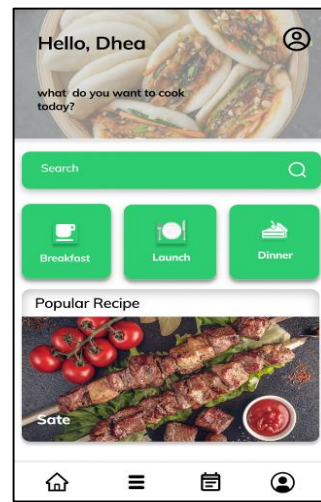 Hello, Dhea
what do you want to cook
today?
Search
Breakfast
Launch
Dinner
Popular Recipe
Sate